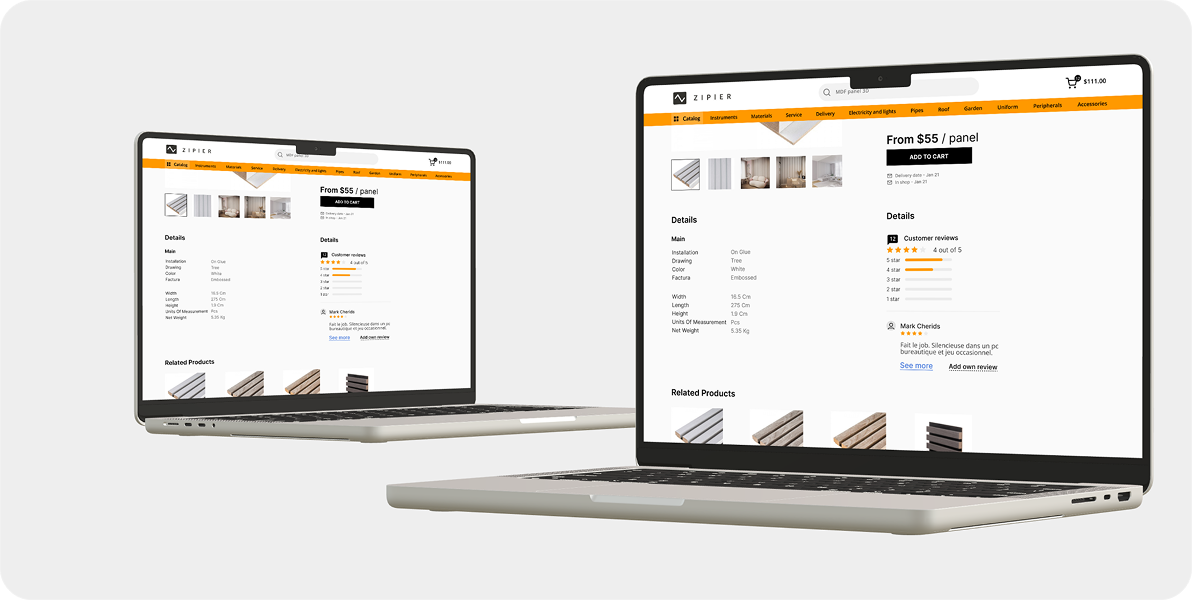 ZIPIER
MDF panel 3D
$111.00
Catalog Instruments Materials Service Delivery Electricity and lights Pipes Roof Garden Uniform Peripherals Accessories
From $55 / panel
ADD TO CART
Delivery date - Jan 21
In shop - Jan 21
Details
Main
Installation On Glue
Drawing Tree
Color White
Factura Embossed
Width 16.5 Cm
Length 275 Cm
Height 1.9 Cm
Units Of Measurement Pcs
Net Weight 5.35 Kg
Details
12 Customer reviews
4 out of 5
5 star
4 star
3 star
2 star
1 star
Mark Cherids
Fait le job. Silencieuse dans un pc
bureautique et jeu occasionnel.
See more Add own review
Related Products
ZIPIER
MDF panel 3D
$111.00
Catalog Instruments Materials Service Delivery Electricity and lights Pipes Roof Garden Uniform Peripherals Accessories
From $55 / panel
ADD TO CART
Delivery date - Jan 21
In shop - Jan 21
Details
Main
Installation On Glue
Drawing Tree
Color White
Factura Embossed
Width 16.5 Cm
Length 275 Cm
Height 1.9 Cm
Units Of Measurement Pcs
Net Weight 5.35 Kg
Details
12 Customer reviews
4 out of 5
5 star
4 star
3 star
2 star
1 star
Mark Cherids
Fait le job. Silencieuse dans un pc
bureautique et jeu occasionnel.
See more Add own review
Related Products